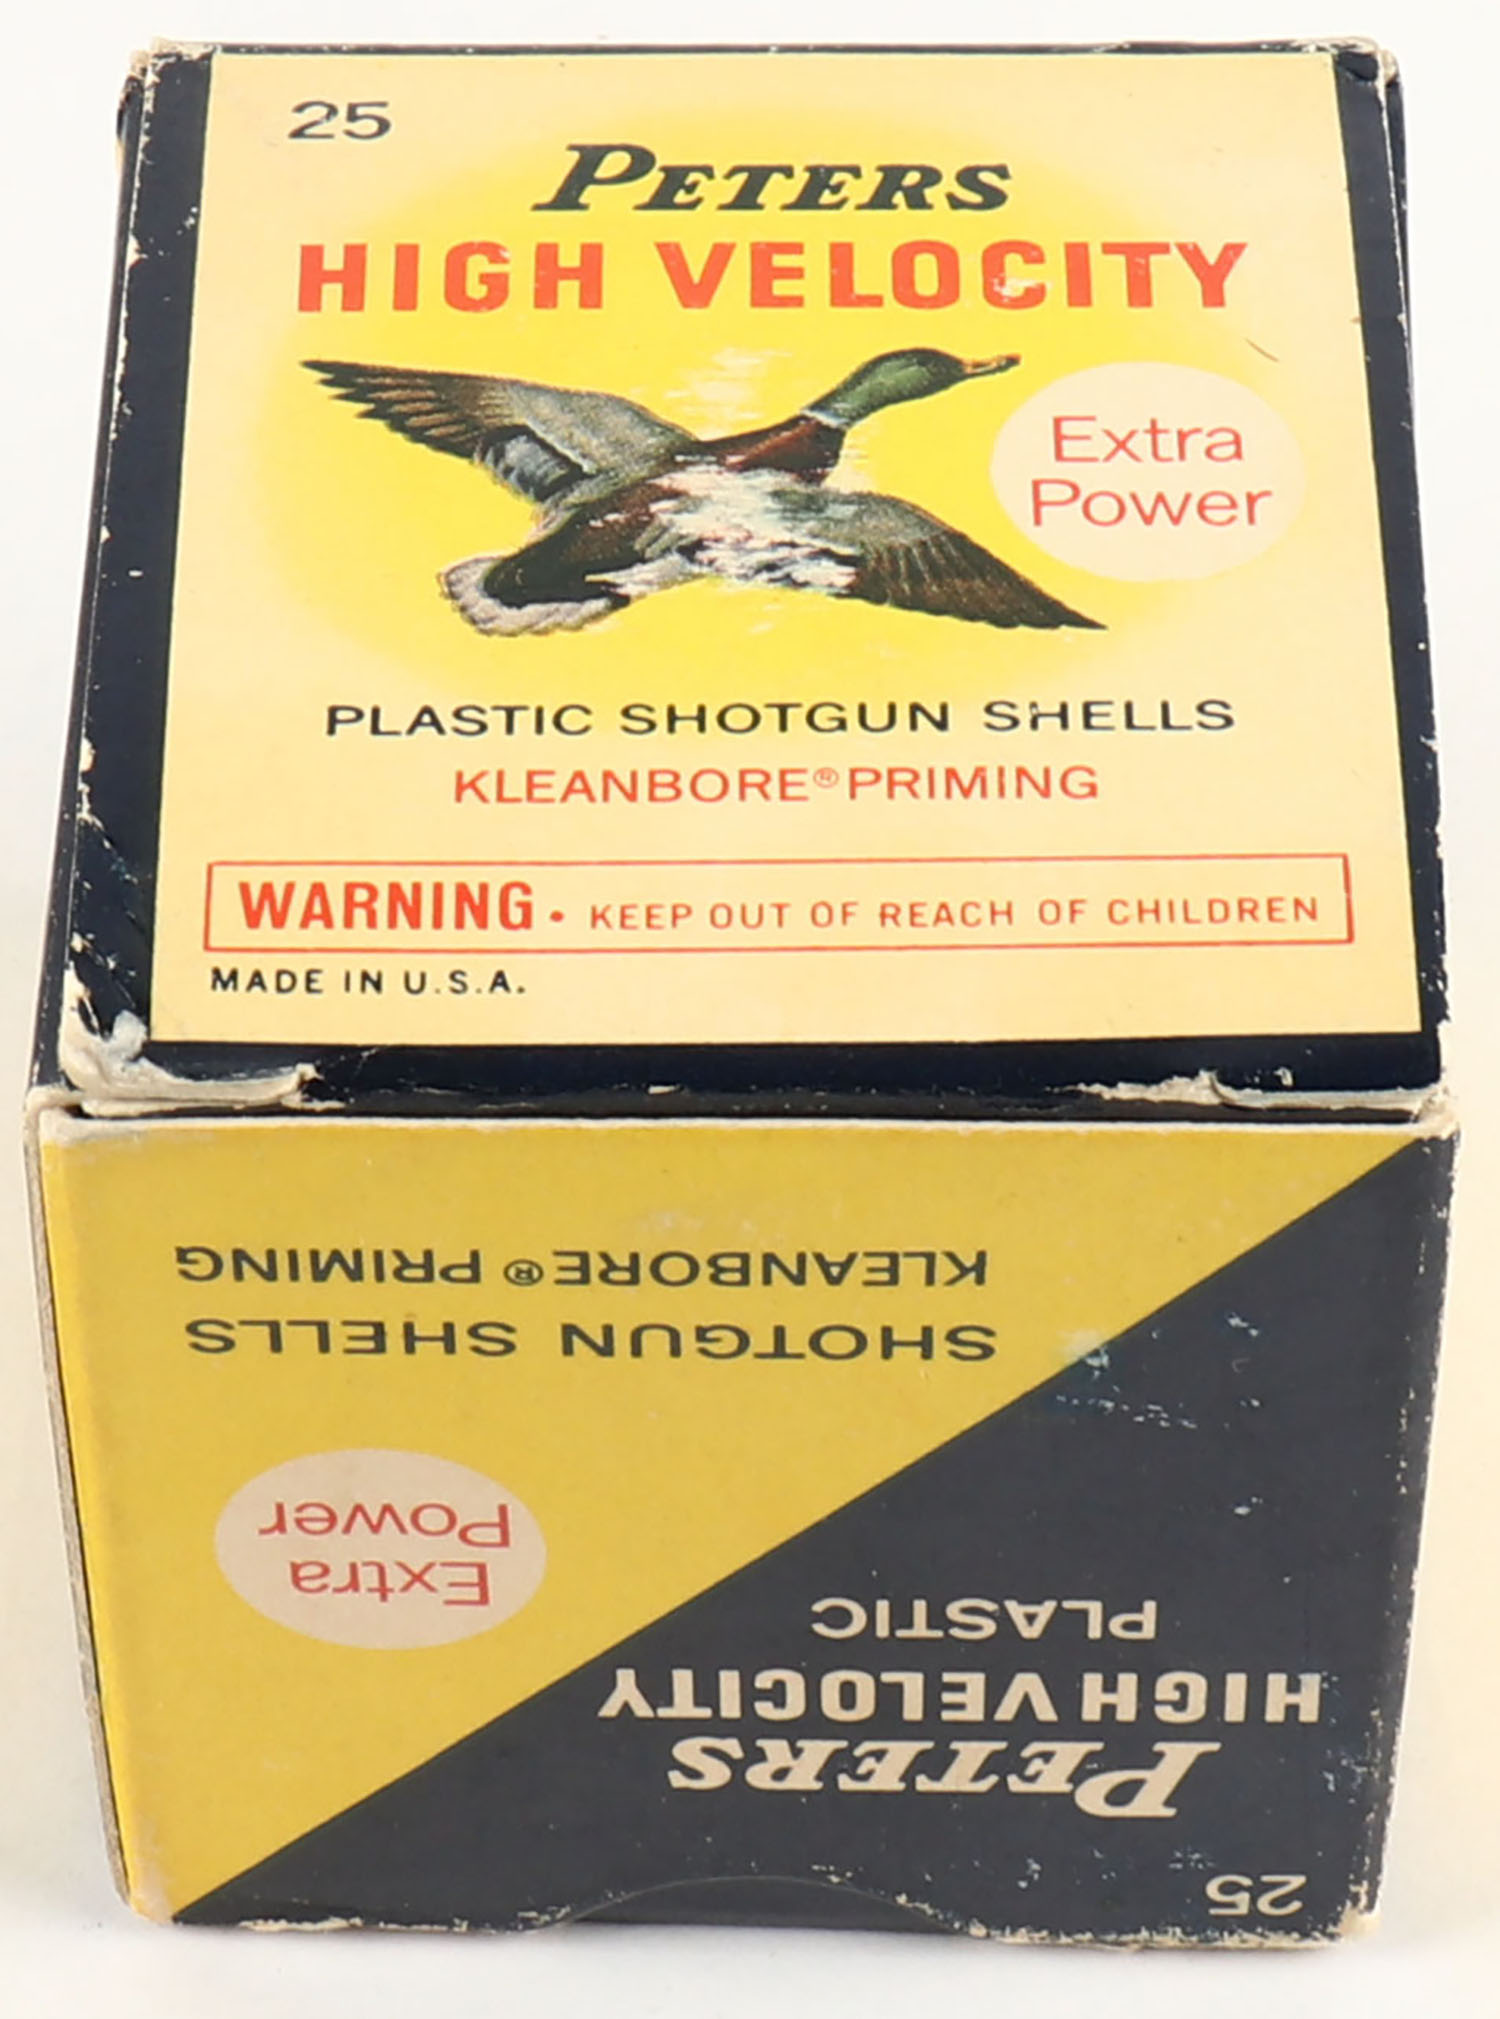 25
PETERS
HIGH VELOCITY
Extra
Power
PLASTIC SHOTGUN SHELLS
KLEANBORE® PRIMING
WARNING • KEEP OUT OF REACH OF CHILDREN
MADE IN U.S.A.
25
PETERS
HIGH VELOCITY
PLASTIC
Extra
Power
SHOTGUN SHELLS
KLEANBORE® PRIMING